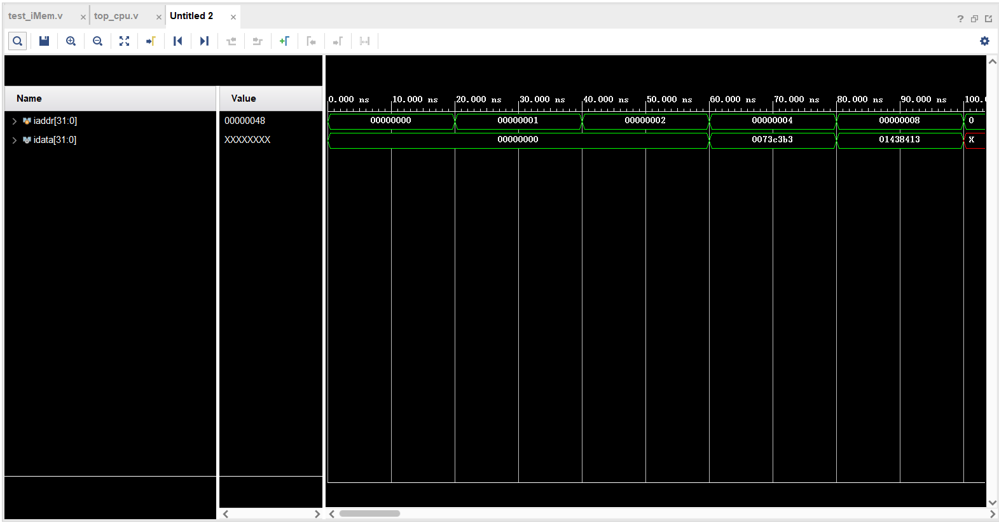 test_iMem.v × top_cpu.v × Untitled 2 ×
?
Name Value
0.000 ns 10.000 ns 20.000 ns 30.000 ns 40.000 ns 50.000 ns 60.000 ns 70.000 ns 80.000 ns 90.000 ns 100.
iaddr[31:0] 00000048 00000000 00000001 00000002 00000004 00000008 0
idata[31:0] XXXXXXXX 00000000 0073c3b3 01438413 X